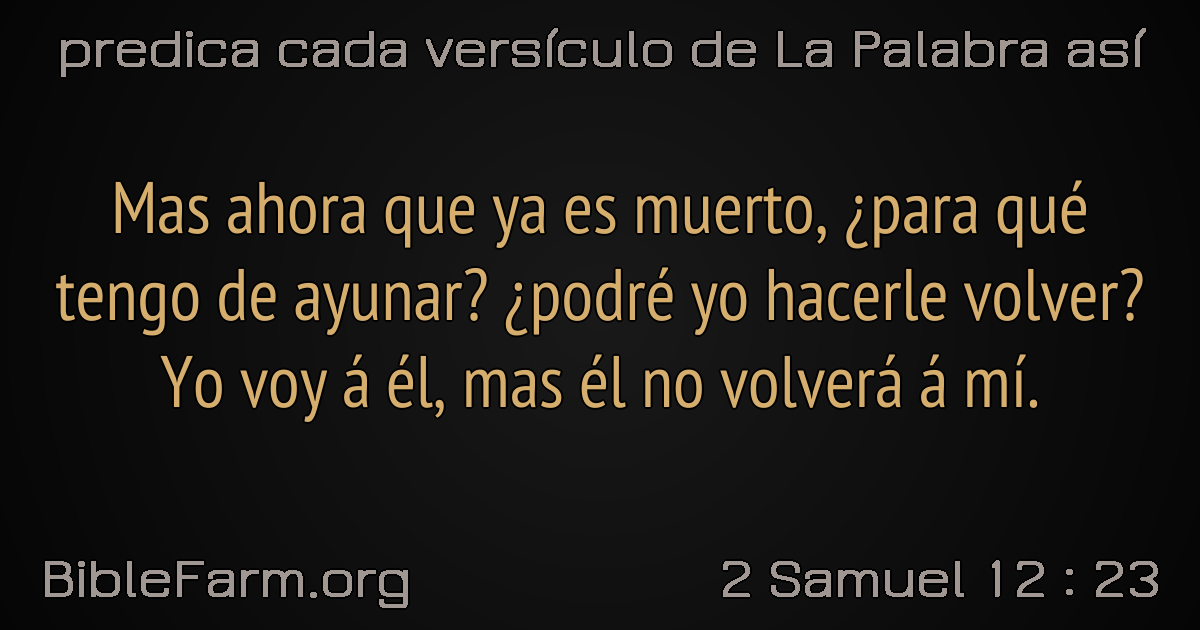 predica cada versículo de La Palabra así
Mas ahora que ya es muerto, ¿para qué
tengo de ayunar? ¿podré yo hacerle volver?
Yo voy á él, mas él no volverá á mí.
BibleFarm.org
2 Samuel 12 : 23